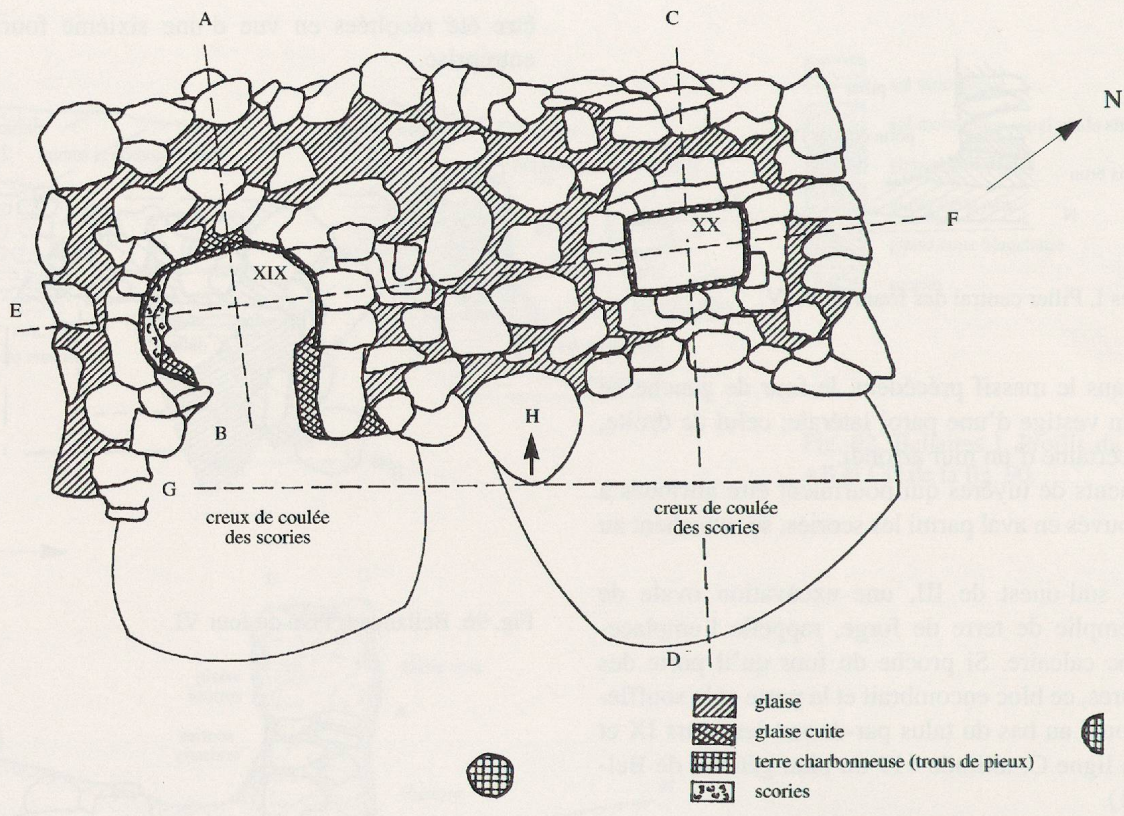 A
C
N
XX
F
XIX
E
H
B
G
creux de coulée
des scories
creux de coulée
des scories
D
glaise
glaise cuite
terre charbonneuse (trous de pieux)
scories